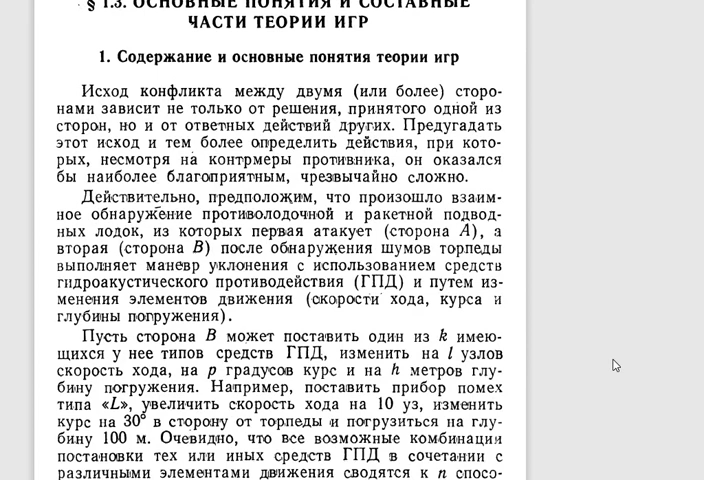 § 1.3. ОСНОВНЫЕ ПОНЯТИЯ И СОСТАВНЫЕ
ЧАСТИ ТЕОРИИ ИГР
1. Содержание и основные понятия теории игр
Исход конфликта между двумя (или более) сторо-
нами зависит не только от решения, принятого одной из
сторон, но и от ответных действий других. Предугадать
этот исход и тем более определить действия, при кото-
рых, несмотря на контрмеры противника, он оказался
бы наиболее благоприятным, чрезвычайно сложно.
Действительно, предположим, что произошло взаим-
ное обнаружение противолодочной и ракетной подвод-
ных лодок, из которых первая атакует (сторона A), а
вторая (сторона B) после обнаружения шумов торпеды
выполняет маневр уклонения с использованием средств
гидроакустического противодействия (ГПД) и путем из-
менения элементов движения (скорости хода, курса и
глубины погружения).
Пусть сторона B может поставить один из k имею-
щихся у нее типов средств ГПД, изменить на l узлов
скорость хода, на p градусов курс и на h метров глу-
бину погружения. Например, поставить прибор помех
типа «L», увеличить скорость хода на 10 уз, изменить
курс на 30° в сторону от торпеды и погрузиться на глу-
бину 100 м. Очевидно, что все возможные комбинации
постановки тех или иных средств ГПД в сочетании с
различными элементами движения сводятся к n спосо-